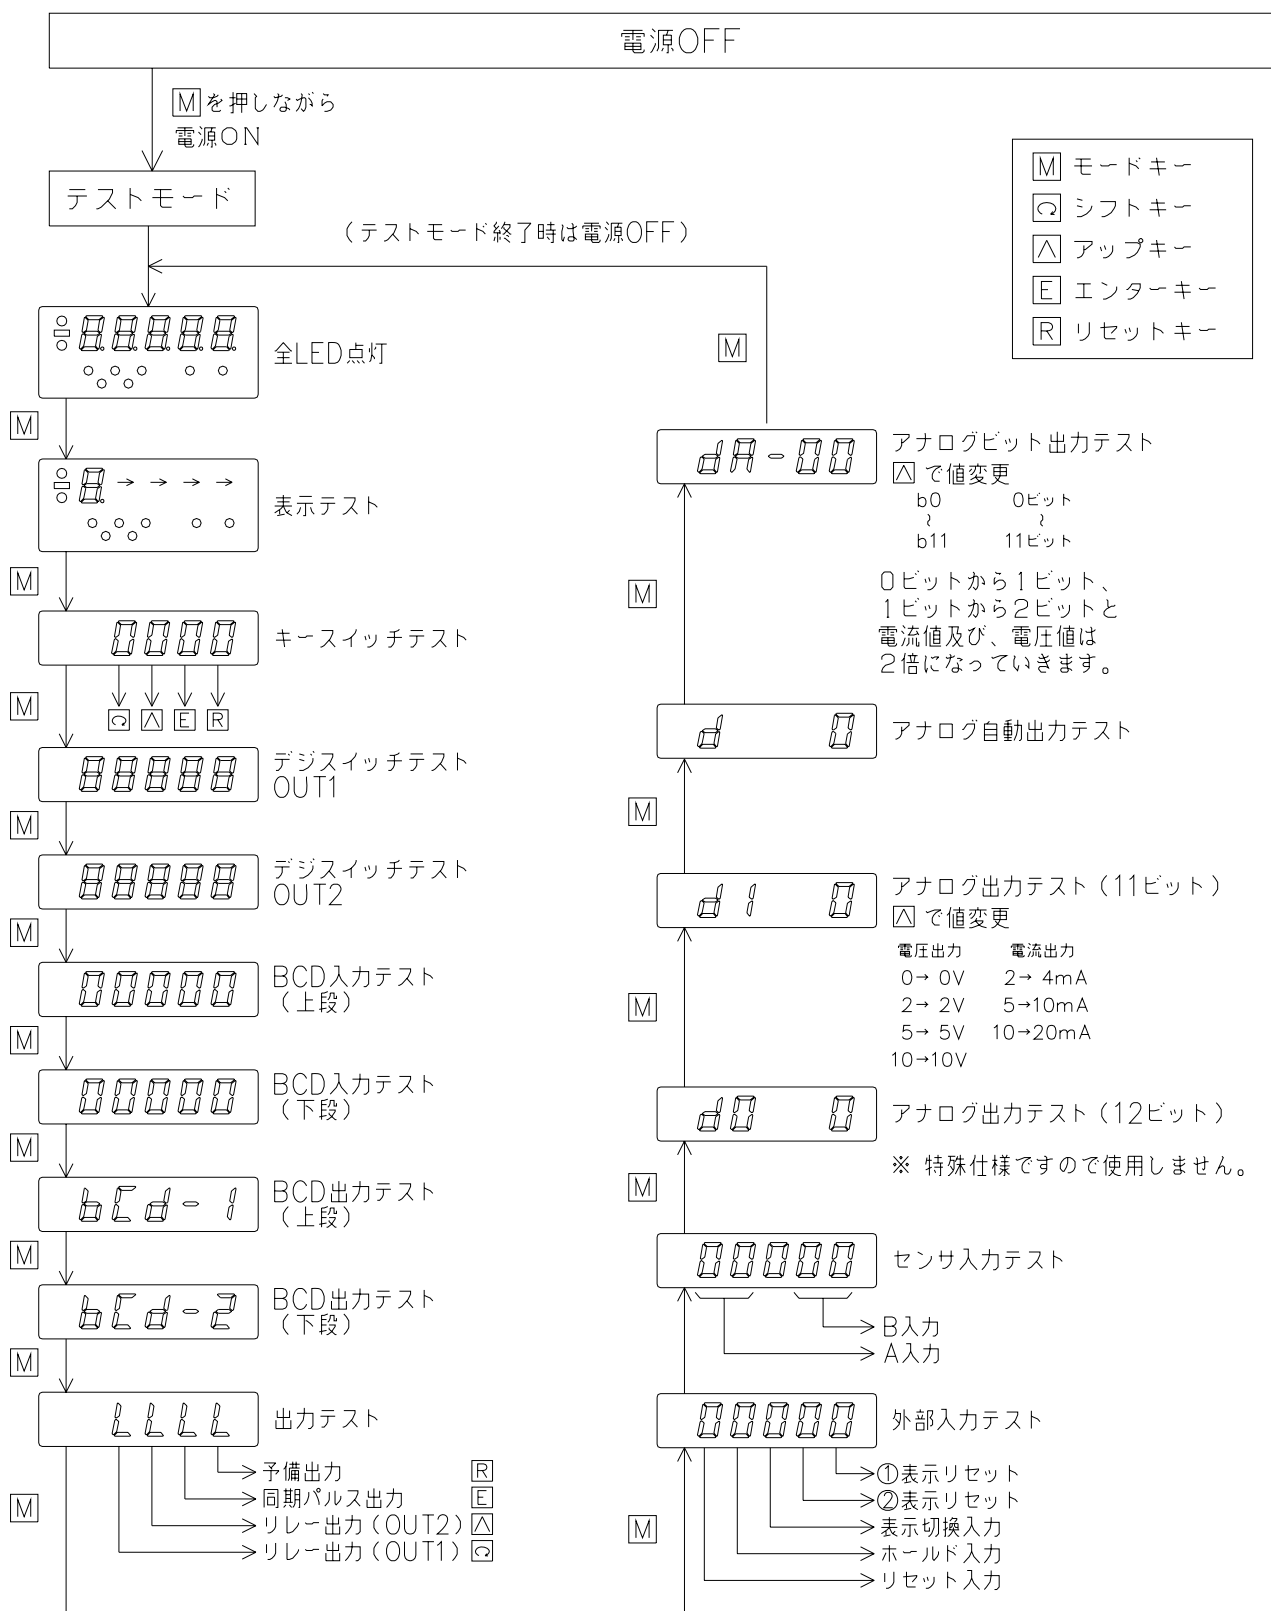 電源OFF
Mを押しながら
電源ON
テストモード
(テストモード終了時は電源OFF)
M モードキー
シフトキー
アップキー
E エンターキー
R リセットキー
8.8.8.8.8.
全LED点灯
M
8. → → → →
表示テスト
M
0000
キースイッチテスト
M
E R
88888
デジスイッチテスト
OUT1
M
88888
デジスイッチテスト
OUT2
M
00000
BCD入力テスト
(上段)
M
00000
BCD入力テスト
(下段)
M
bCd-1
BCD出力テスト
(上段)
M
bCd-2
BCD出力テスト
(下段)
M
LLLL
出力テスト
予備出力 R
同期パルス出力 E
リレー出力(OUT2)
リレー出力(OUT1)
M
M
dA-00
アナログビット出力テスト
で値変更
b0 0ビット
~ ~
b11 11ビット
0ビットから1ビット、
1ビットから2ビットと
電流値及び、電圧値は
2倍になっていきます。
M
d 0
アナログ自動出力テスト
M
d1 0
アナログ出力テスト(11ビット)
で値変更
電圧出力 電流出力
0→ 0V 2→ 4mA
2→ 2V 5→10mA
5→ 5V 10→20mA
10→10V
M
d0 0
アナログ出力テスト(12ビット)
※ 特殊仕様ですので使用しません。
M
00000
センサ入力テスト
B入力
A入力
00000
外部入力テスト
①表示リセット
②表示リセット
表示切換入力
ホールド入力
リセット入力
M